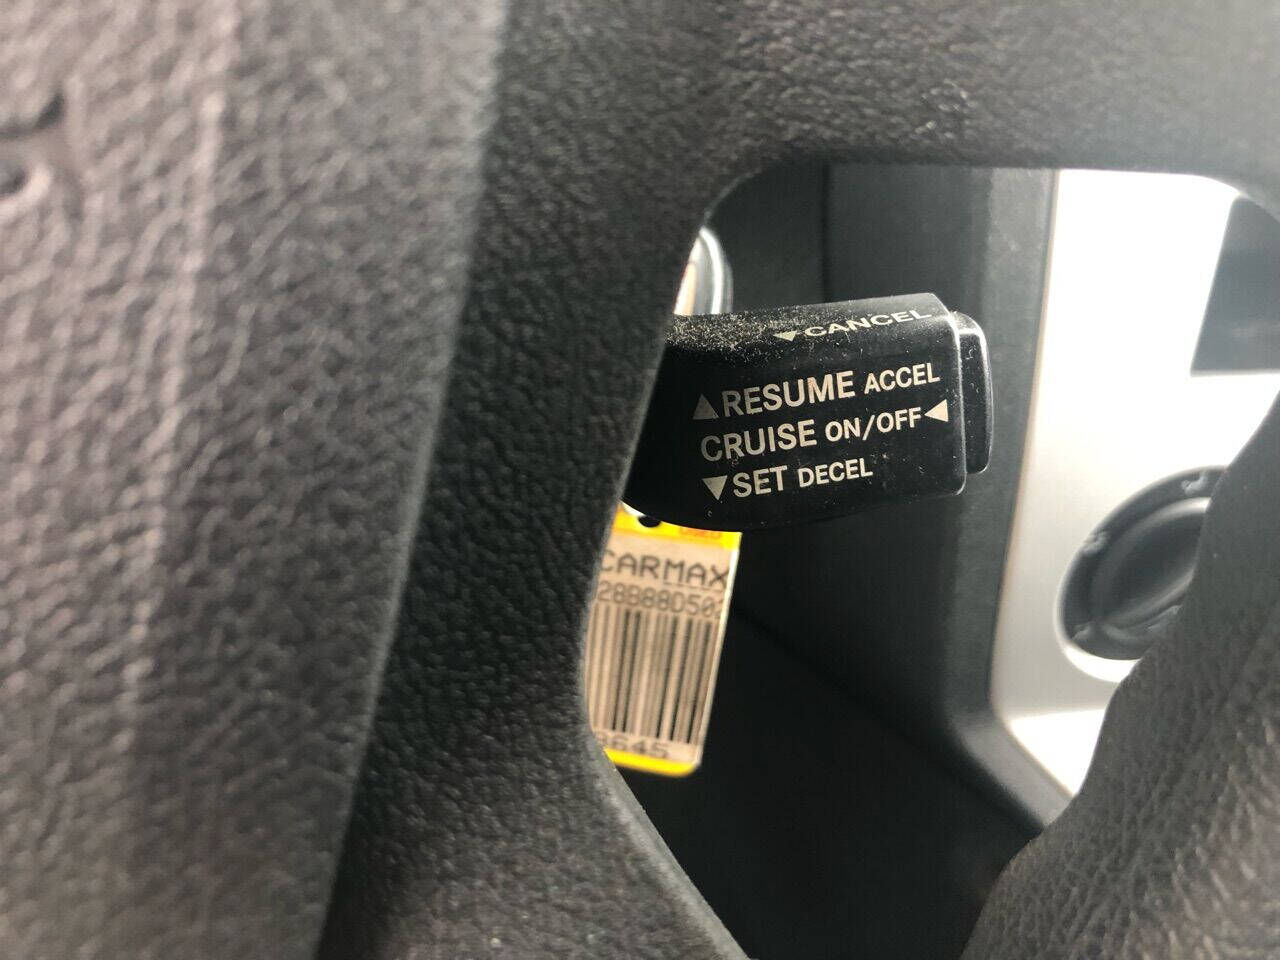 CANCEL
RESUME ACCEL
CRUISE ON/OFF
SET DECEL
CARMAX